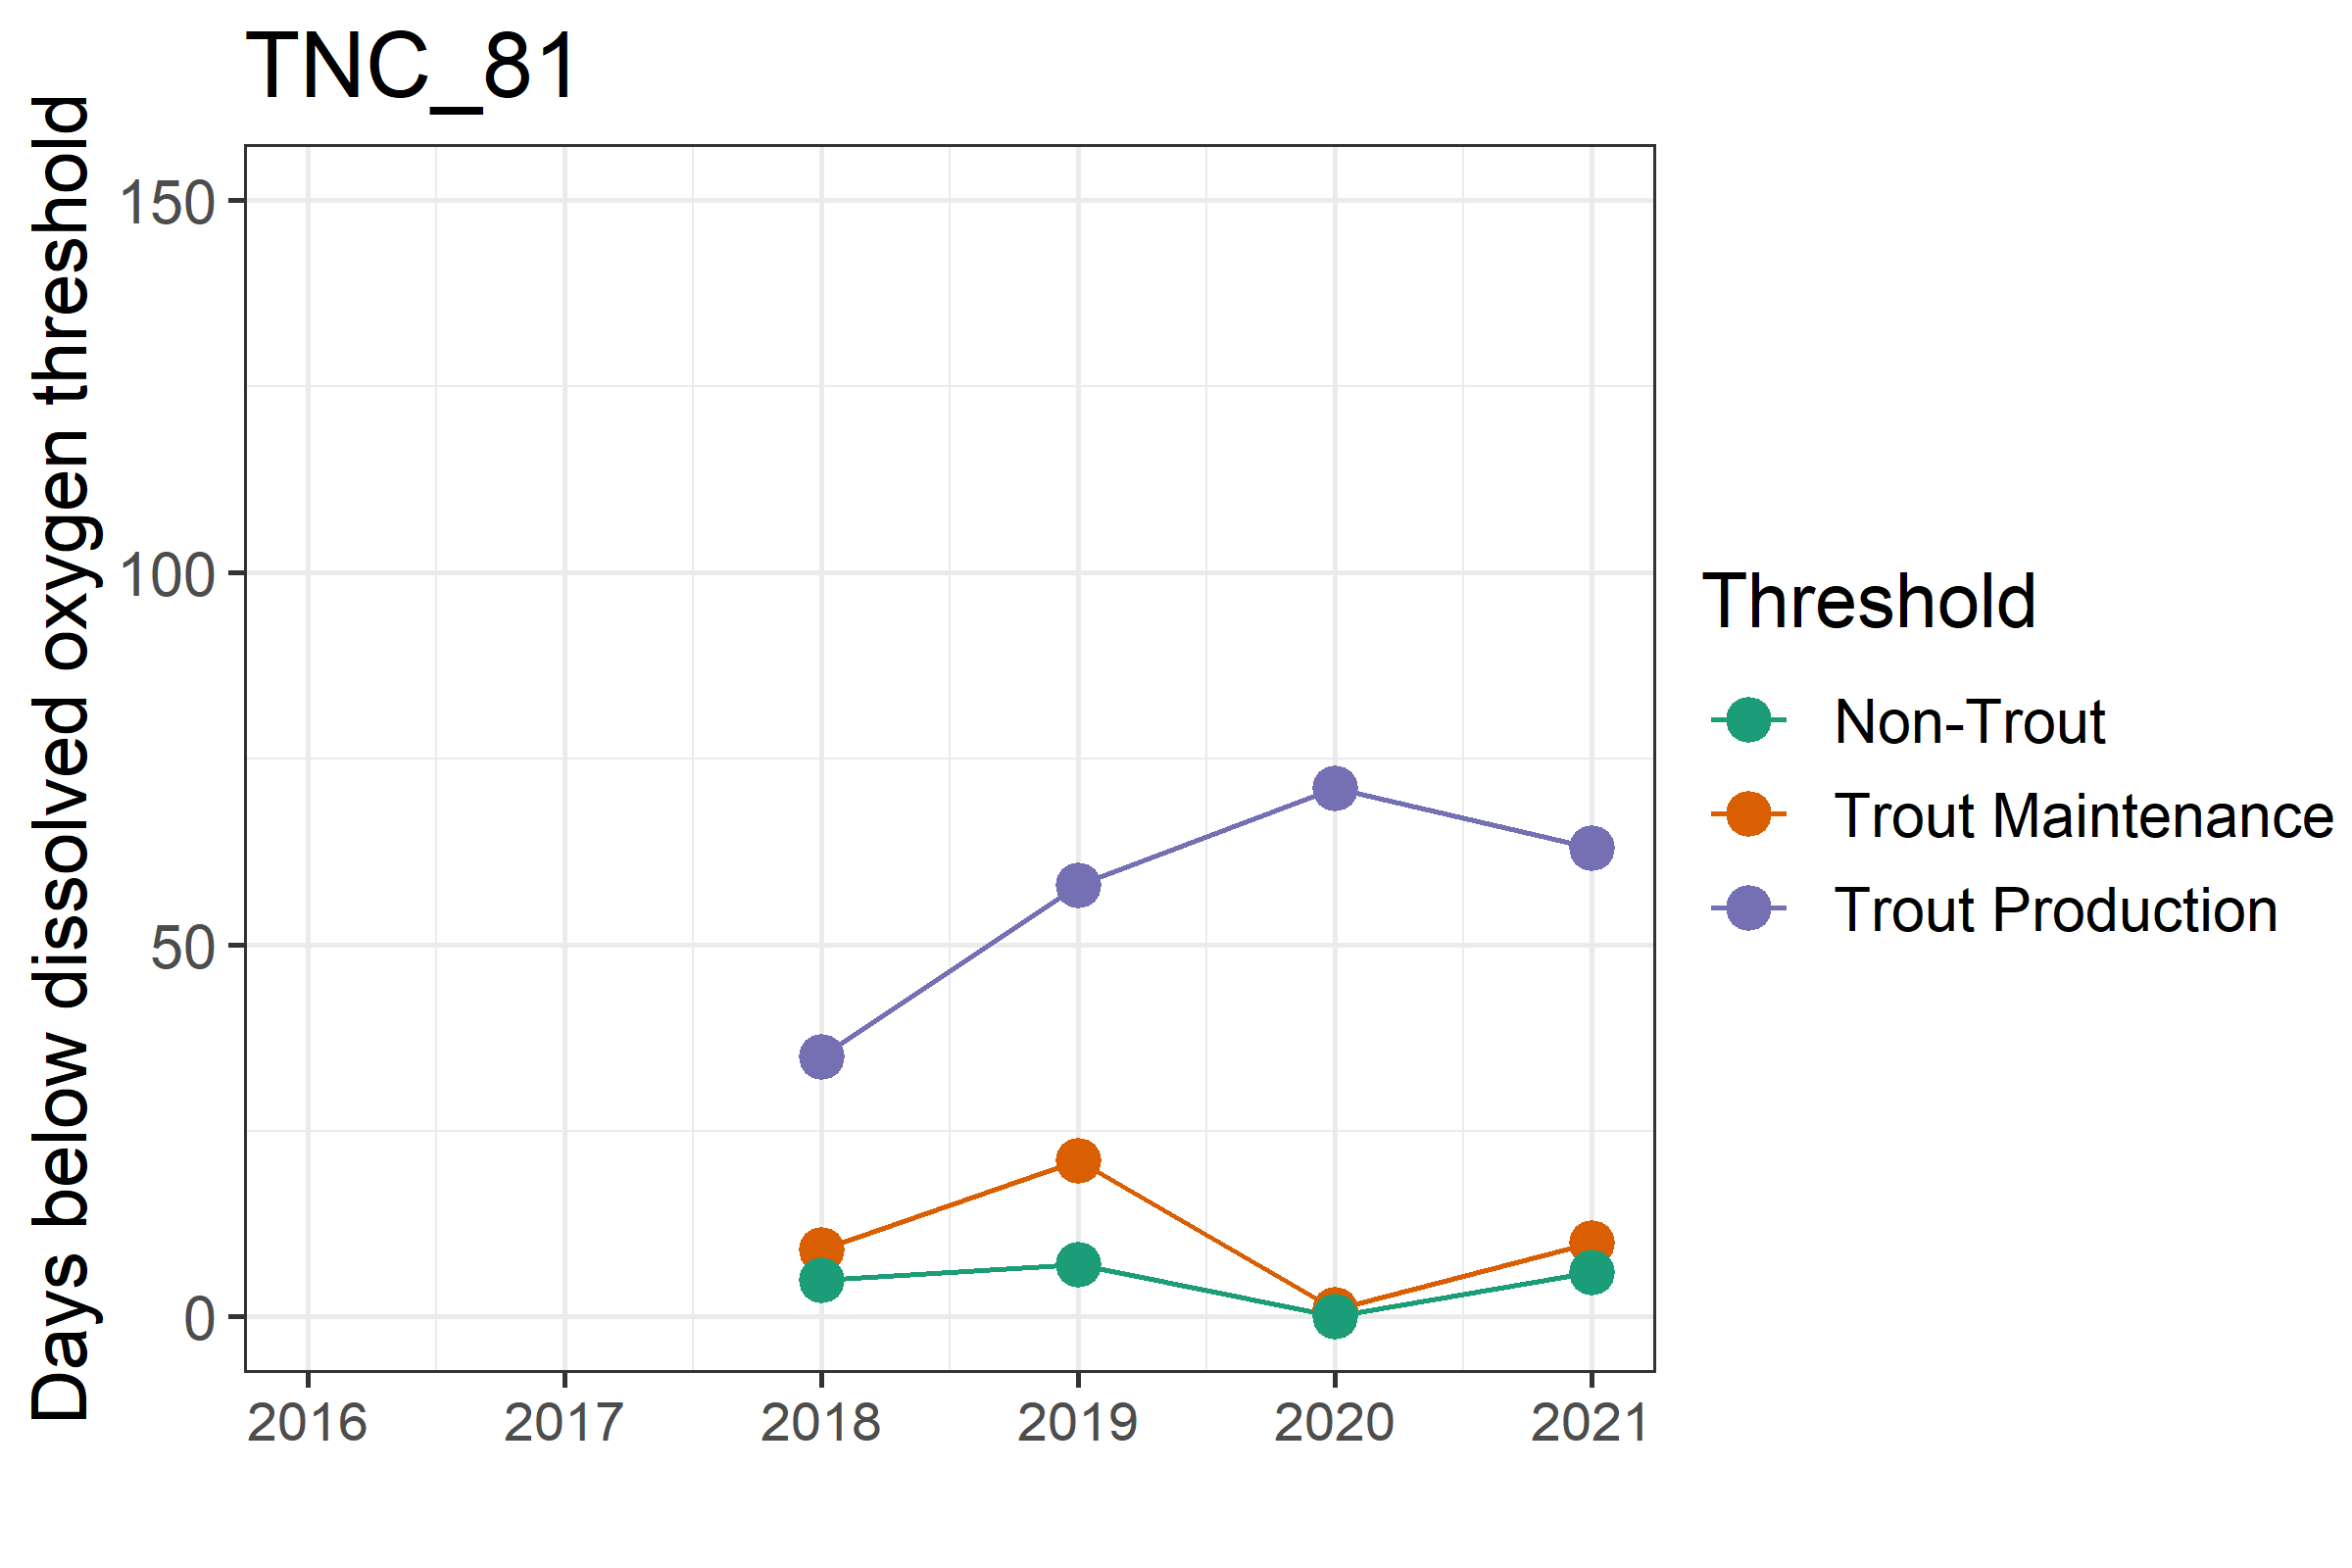 TNC_81
Days below dissolved oxygen threshold
150
100
50
0
2016
2017
2018
2019
2020
2021
Threshold
Non-Trout
Trout Maintenance
Trout Production